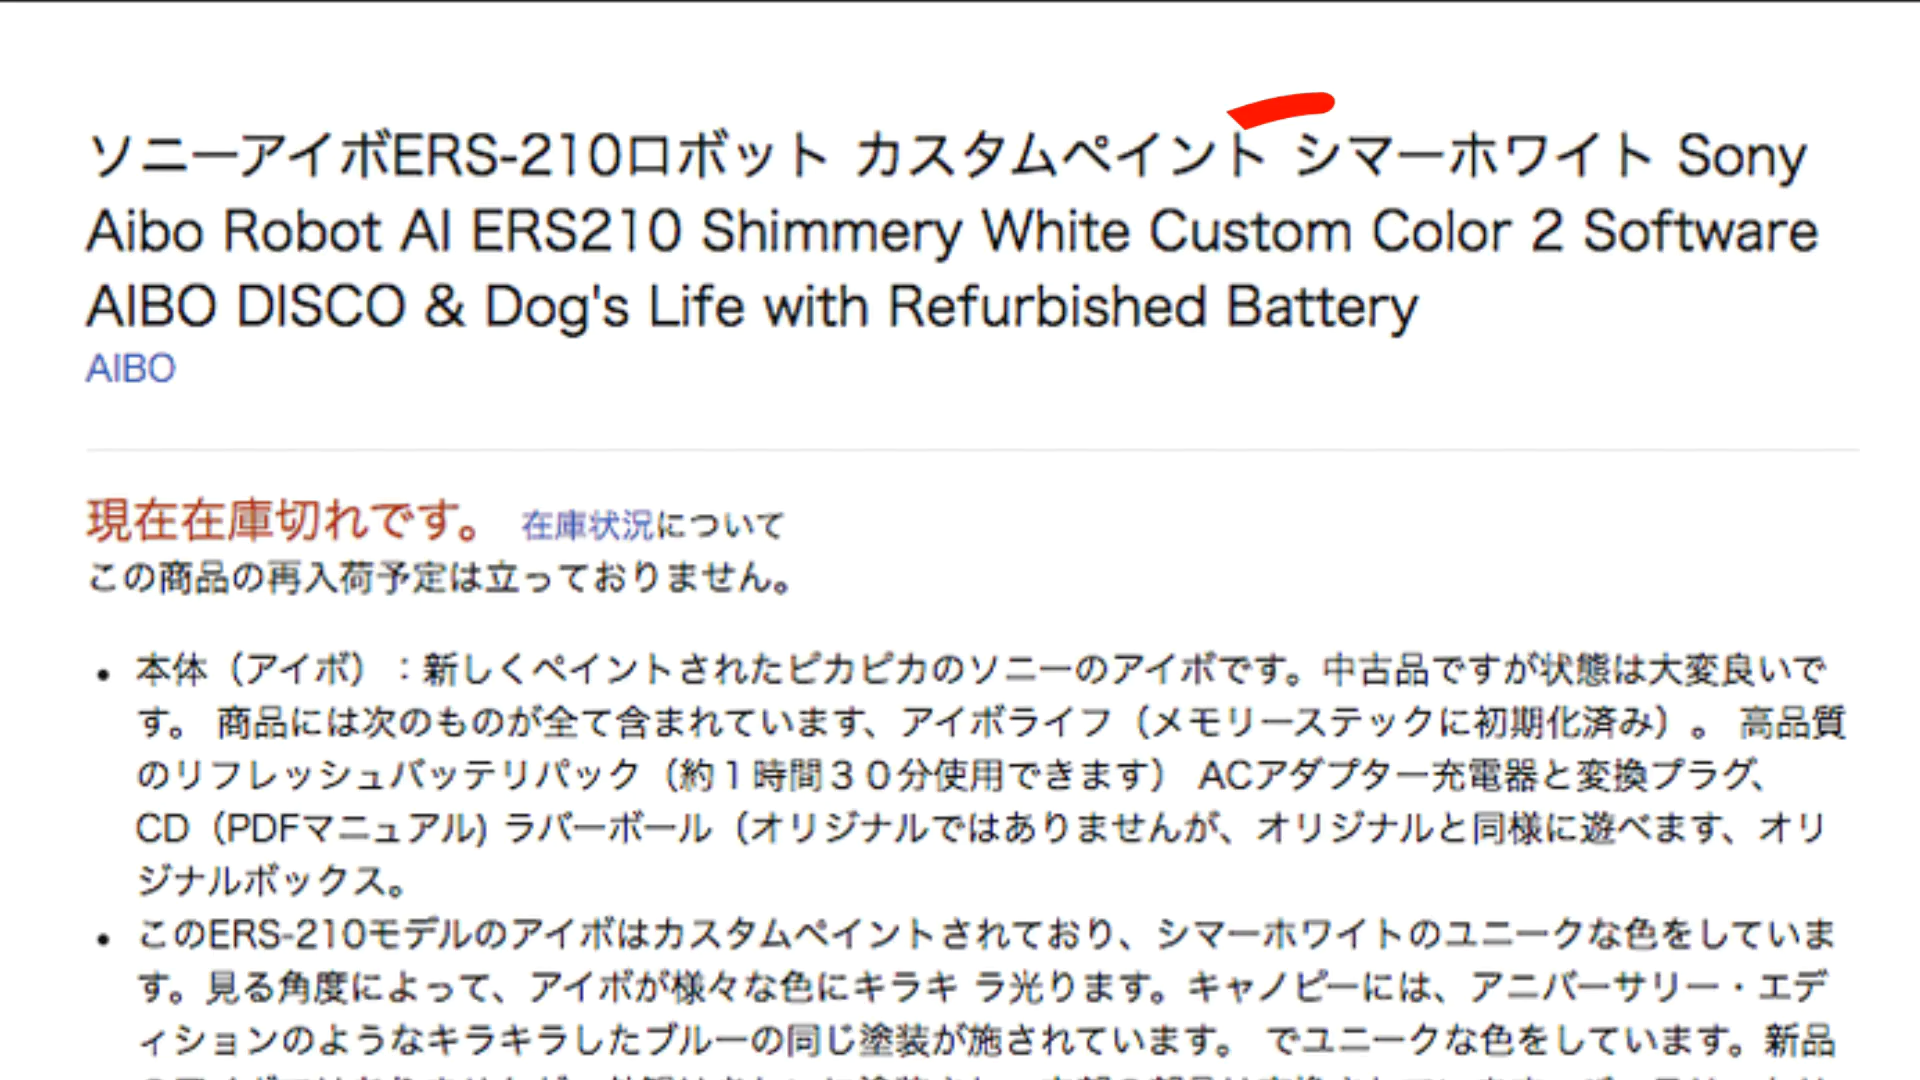 ソニーアイボERS-210ロボット カスタムペイント シマーホワイト Sony
Aibo Robot AI ERS210 Shimmery White Custom Color 2 Software
AIBO DISCO & Dog's Life with Refurbished Battery
AIBO
現在在庫切れです。 在庫状況について
この商品の再入荷予定は立っておりません。
• 本体（アイボ）：新しくペイントされたピカピカのソニーのアイボです。中古品ですが状態は大変良いで
す。 商品には次のものが全て含まれています、アイボライフ（メモリーステックに初期化済み）。 高品質
のリフレッシュバッテリパック（約１時間３０分使用できます） ACアダプター充電器と変換プラグ、
CD（PDFマニュアル) ラバーボール（オリジナルではありませんが、オリジナルと同様に遊べます、オリ
ジナルボックス。
• このERS-210モデルのアイボはカスタムペイントされており、シマーホワイトのユニークな色をしていま
す。見る角度によって、アイボが様々な色にキラキ ラ光ります。キャノピーには、アニバーサリー・エデ
ィションのようなキラキラしたブルーの同じ塗装が施されています。 でユニークな色をしています。新品